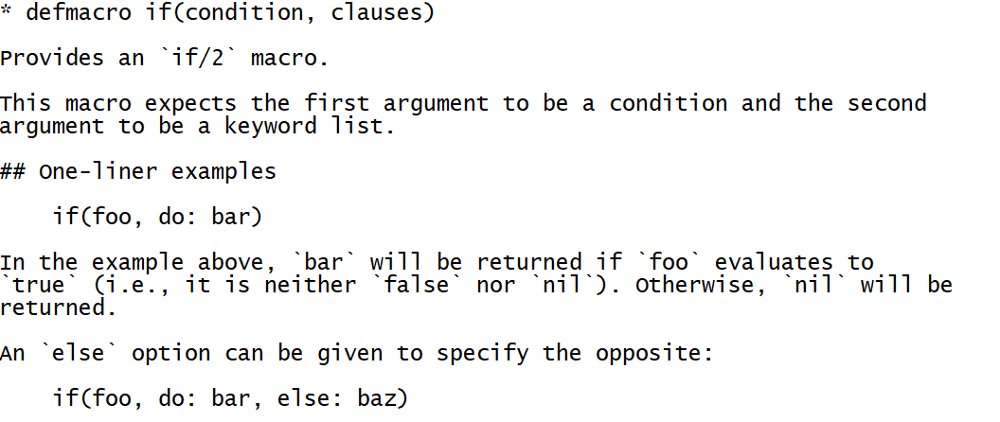 * defmacro if(condition, clauses)
Provides an `if/2` macro.
This macro expects the first argument to be a condition and the second
argument to be a keyword list.
## One-liner examples
    if(foo, do: bar)
In the example above, `bar` will be returned if `foo` evaluates to
`true` (i.e., it is neither `false` nor `nil`). Otherwise, `nil` will be
returned.
An `else` option can be given to specify the opposite:
    if(foo, do: bar, else: baz)